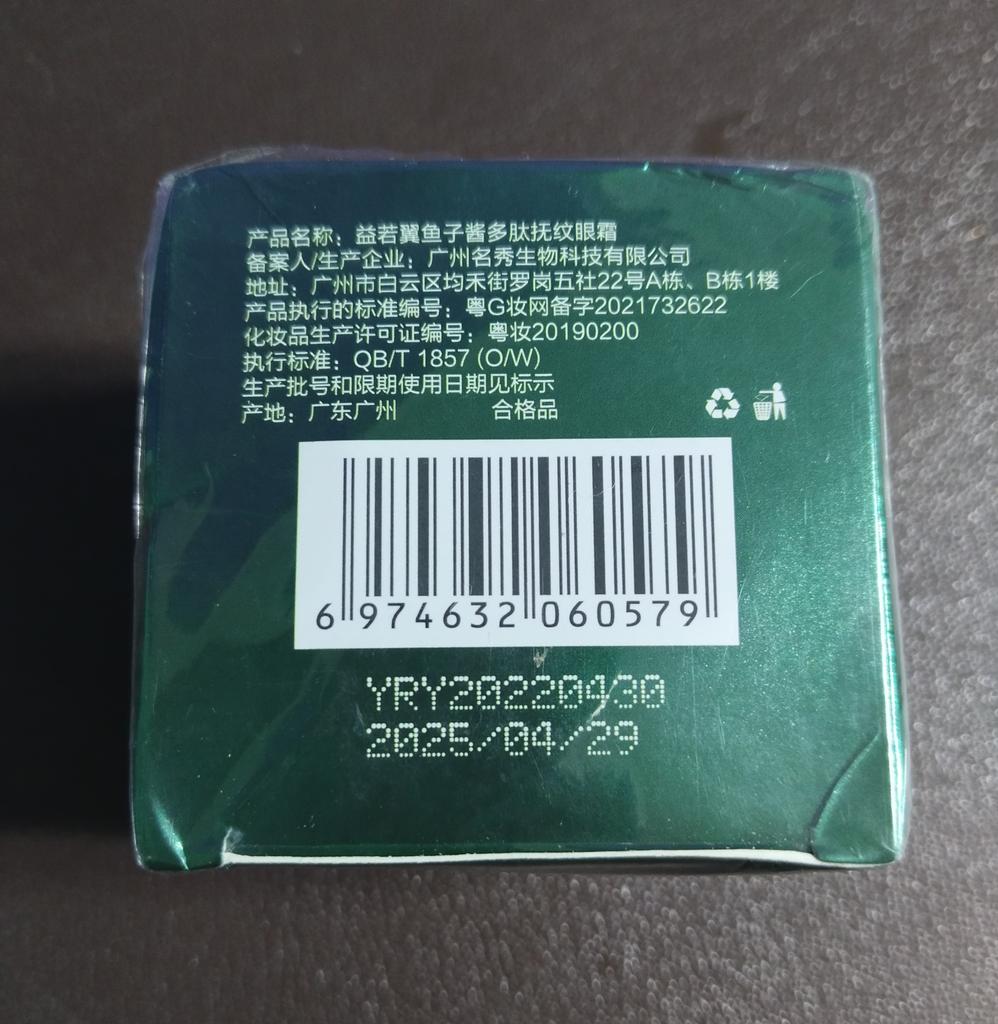 产品名称：益若翼鱼子酱多肽抚纹眼霜
备案人/生产企业：广州名秀生物科技有限公司
地址：广州市白云区均禾街罗岗五社22号A栋、B栋1楼
产品执行的标准编号：粤G妆网备字2021732622
化妆品生产许可证编号：粤妆20190200
执行标准：QB/T 1857 (O/W)
生产批号和限期使用日期见标示
产地：广东广州 合格品
6 974632 060579
YRY20220430
2025/04/29